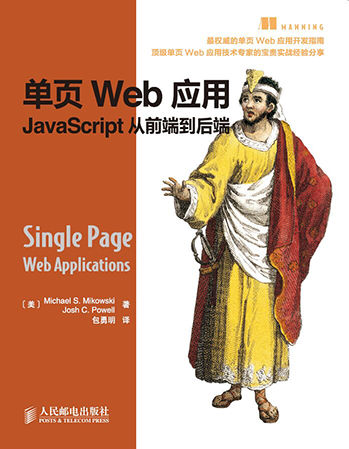 MANNING
最权威的单页 Web 应用开发指南
顶级单页 Web 应用技术专家的宝贵实战经验分享
单页 Web 应用
JavaScript 从前端到后端
Single Page
Web Applications
[美] Michael S. Mikowski 著
Josh C. Powell
包勇明 译
人民邮电出版社
POSTS & TELECOM PRESS